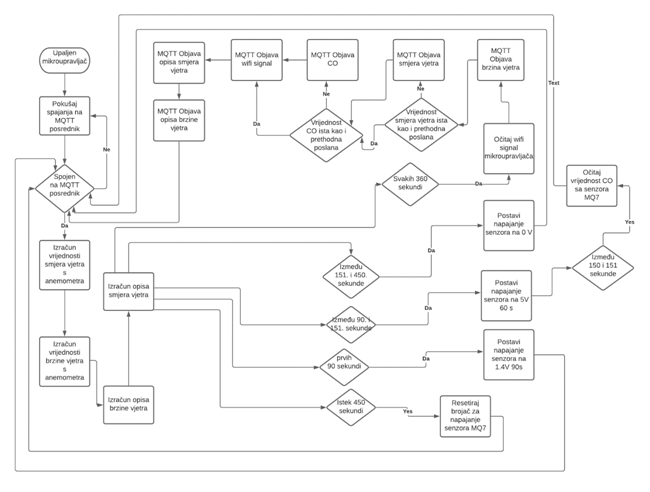 Upaljen
mikroupravljač
Pokušaj
spajanja na
MQTT
posrednik
Ne
Spojen
na MQTT
posrednik
Da
Izračun
vrijednosti
smjera vjetra
s
anemometra
Izračun
vrijednosti
brzine vjetra
s
anemometra
Izračun opisa
brzine vjetra
Izračun opisa
smjera vjetra
MQTT Objava
opisa smjera
vjetra
MQTT Objava
opisa brzine
vjetra
MQTT Objava
wifi signal
MQTT Objava
CO
MQTT Objava
smjera vjetra
MQTT
Objava
brzina vjetra
Da
Ne
Vrijednost
CO ista kao i
prethodna
poslana
Da
Ne
Vrijednost
smjera vjetra ista
kao i prethodna
poslana
Očitaj wifi
signal
mikroupravljača
Svakih 360
sekundi
Da
Text
Očitaj
vrijednost CO
sa senzora
MQ7
Yes
Između
150 i 151
sekunde
Između
151. i 450.
sekunde
Da
Postavi
napajanje
senzora na 0 V
Između 90. i
151. sekunde
Da
Postavi
napajanje
senzora na 5V
60 s
prvih
90 sekundi
Da
Postavi
napajanje
senzora na
1.4V 90s
Istek 450
sekundi
Yes
Resetiraj
brojač za
napajanje
senzora MQ7